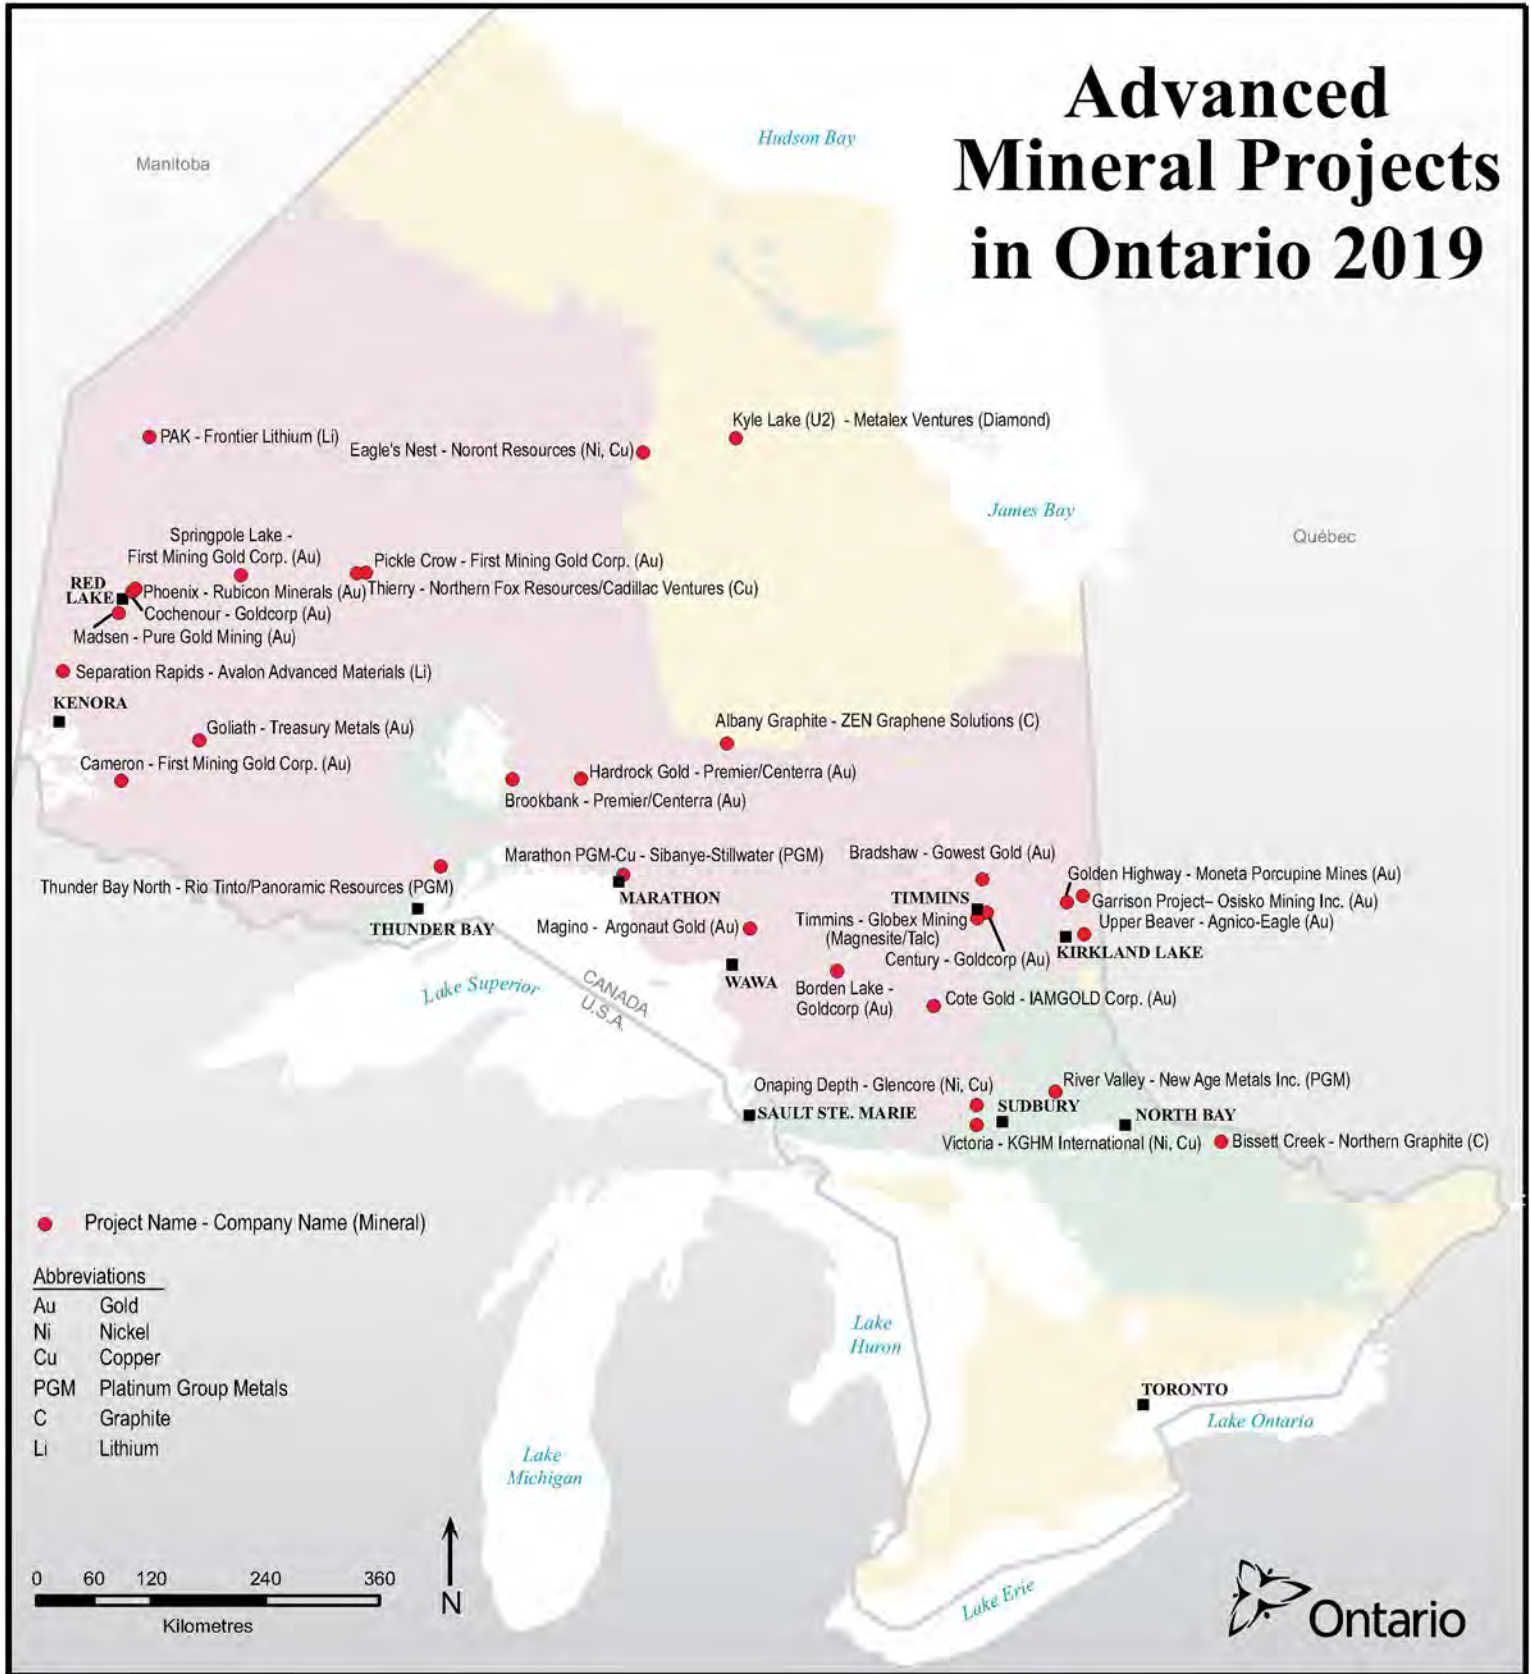 Advanced
Mineral Projects
in Ontario 2019
Hudson Bay
Manitoba
Kyle Lake (U2) - Metalex Ventures (Diamond)
PAK - Frontier Lithium (Li)
Eagle's Nest - Noront Resources (Ni, Cu)
James Bay
Québec
Springpole Lake -
First Mining Gold Corp. (Au)
Pickle Crow - First Mining Gold Corp. (Au)
RED
LAKE
Phoenix - Rubicon Minerals (Au)
Thierry - Northern Fox Resources/Cadillac Ventures (Cu)
Cochenour - Goldcorp (Au)
Madsen - Pure Gold Mining (Au)
Separation Rapids - Avalon Advanced Materials (Li)
KENORA
Goliath - Treasury Metals (Au)
Albany Graphite - ZEN Graphene Solutions (C)
Cameron - First Mining Gold Corp. (Au)
Hardrock Gold - Premier/Centerra (Au)
Brookbank - Premier/Centerra (Au)
Marathon PGM-Cu - Sibanye-Stillwater (PGM)
Bradshaw - Gowest Gold (Au)
Golden Highway - Moneta Porcupine Mines (Au)
Thunder Bay North - Rio Tinto/Panoramic Resources (PGM)
MARATHON
TIMMINS
Garrison Project– Osisko Mining Inc. (Au)
THUNDER BAY
Magino - Argonaut Gold (Au)
Timmins - Globex Mining
(Magnesite/Talc)
Upper Beaver - Agnico-Eagle (Au)
Century - Goldcorp (Au)
KIRKLAND LAKE
WAWA
Lake Superior
CANADA
U.S.A.
Borden Lake -
Goldcorp (Au)
Cote Gold - IAMGOLD Corp. (Au)
Onaping Depth - Glencore (Ni, Cu)
River Valley - New Age Metals Inc. (PGM)
SAULT STE. MARIE
SUDBURY
NORTH BAY
Victoria - KGHM International (Ni, Cu)
Bissett Creek - Northern Graphite (C)
Project Name - Company Name (Mineral)
Abbreviations
Au Gold
Ni Nickel
Cu Copper
PGM Platinum Group Metals
C Graphite
Li Lithium
Lake
Huron
TORONTO
Lake Ontario
Lake
Michigan
Lake Erie
0 60 120 240 360
Kilometres
N
Ontario